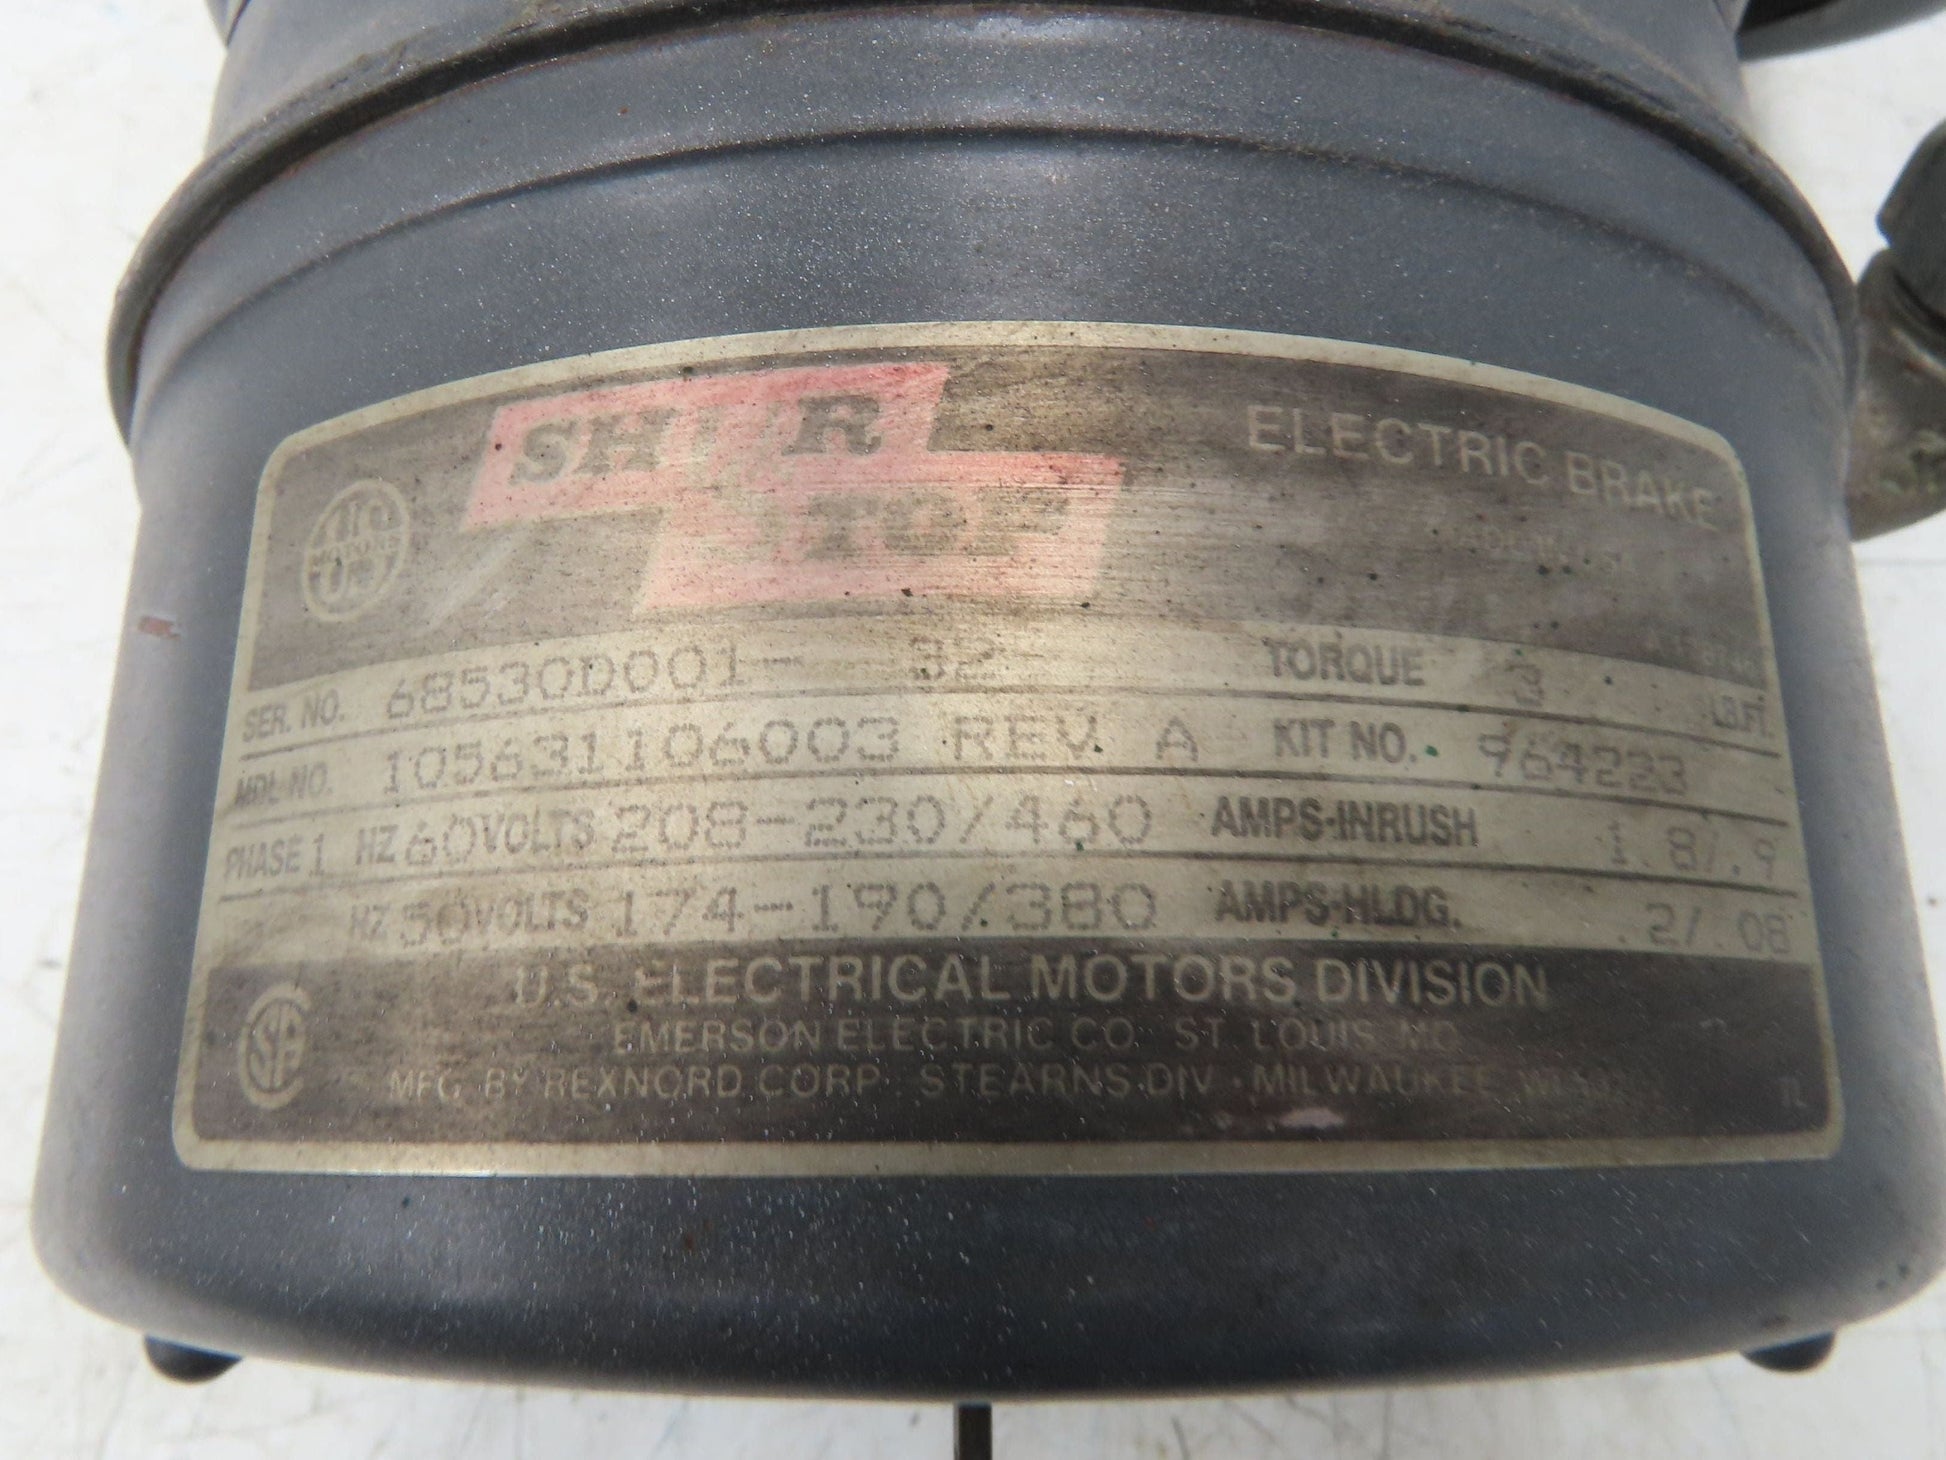 SHUR
STOP
ELECTRIC BRAKE
US
MOTORS
SER. NO. 68530D001- 32 TORQUE 3 LB.FT.
MDL NO. 105631106003 REV A KIT NO. 964223
PHASE 1 HZ 60 VOLTS 208-230/460 AMPS-INRUSH 1.8/.9
HZ 50 VOLTS 174-190/380 AMPS-HLDG. .2/.08
U.S. ELECTRICAL MOTORS DIVISION
EMERSON ELECTRIC CO. ST. LOUIS, MO.
MFG. BY REXNORD CORP. STEARNS DIV. MILWAUKEE, WI